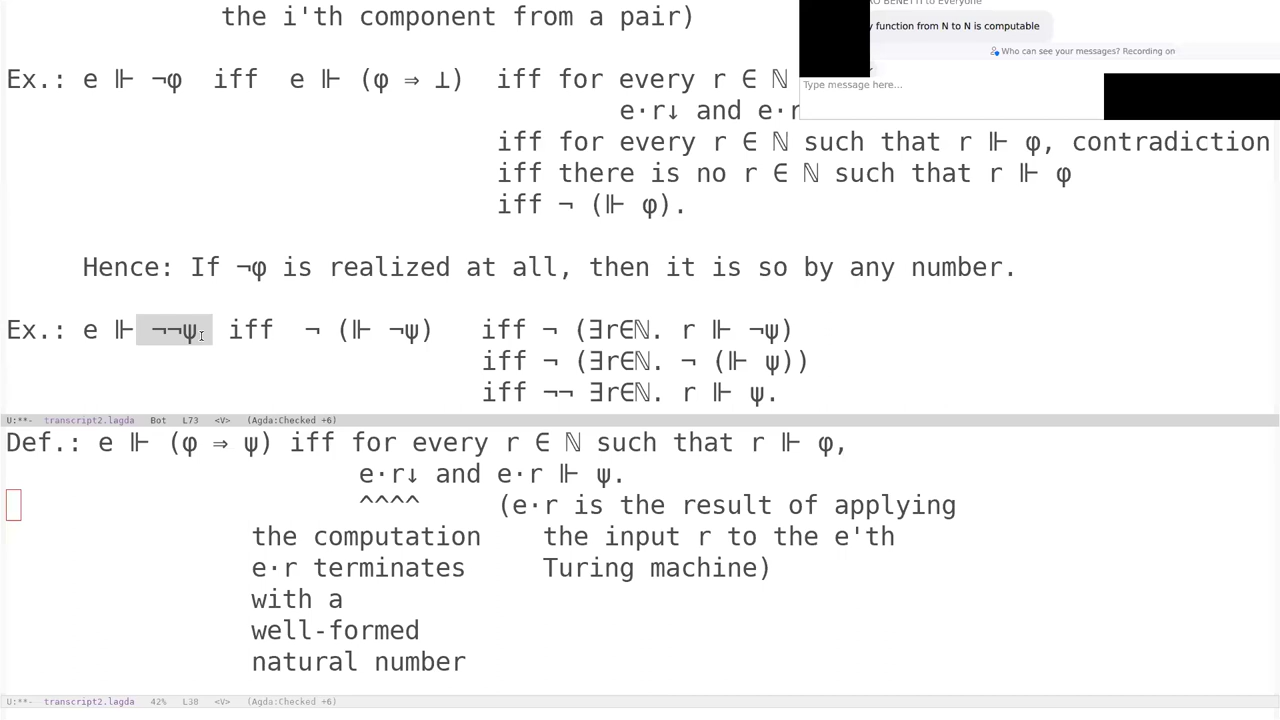 the i'th component from a pair)
KO BENETTI to Everyone
function from N to N is computable
Who can see your messages? Recording on
Type message here...
Ex.: e ⊩ ¬φ iff e ⊩ (φ ⇒ ⊥) iff for every r ∈ ℕ
e·r↓ and e·r
iff for every r ∈ ℕ such that r ⊩ φ, contradiction
iff there is no r ∈ ℕ such that r ⊩ φ
iff ¬ (⊩ φ).
Hence: If ¬φ is realized at all, then it is so by any number.
Ex.: e ⊩ ¬¬ψ iff ¬ (⊩ ¬ψ) iff ¬ (∃r∈ℕ. r ⊩ ¬ψ)
iff ¬ (∃r∈ℕ. ¬ (⊩ ψ))
iff ¬¬ ∃r∈ℕ. r ⊩ ψ.
U:**- transcript2.lagda Bot L73 <V> (Agda:Checked +6)
Def.: e ⊩ (φ ⇒ ψ) iff for every r ∈ ℕ such that r ⊩ φ,
e·r↓ and e·r ⊩ ψ.
^^^^ (e·r is the result of applying
the computation the input r to the e'th
e·r terminates Turing machine)
with a
well-formed
natural number
U:**- transcript2.lagda 42% L38 <V> (Agda:Checked +6)